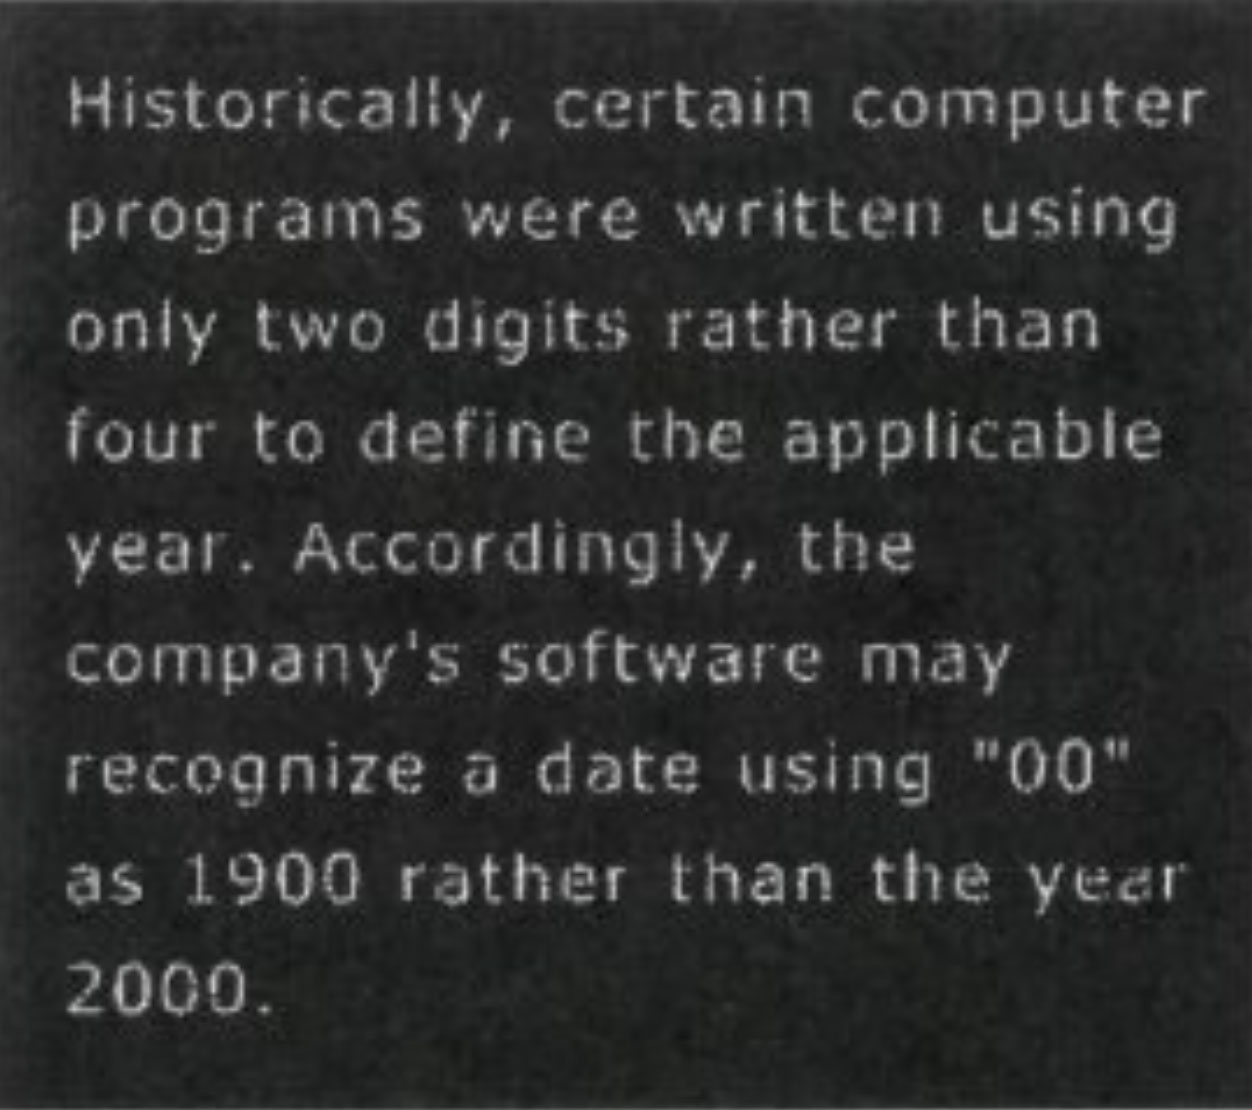 Historically, certain computer
programs were written using
only two digits rather than
four to define the applicable
year. Accordingly, the
company's software may
recognize a date using "00"
as 1900 rather than the year
2000.